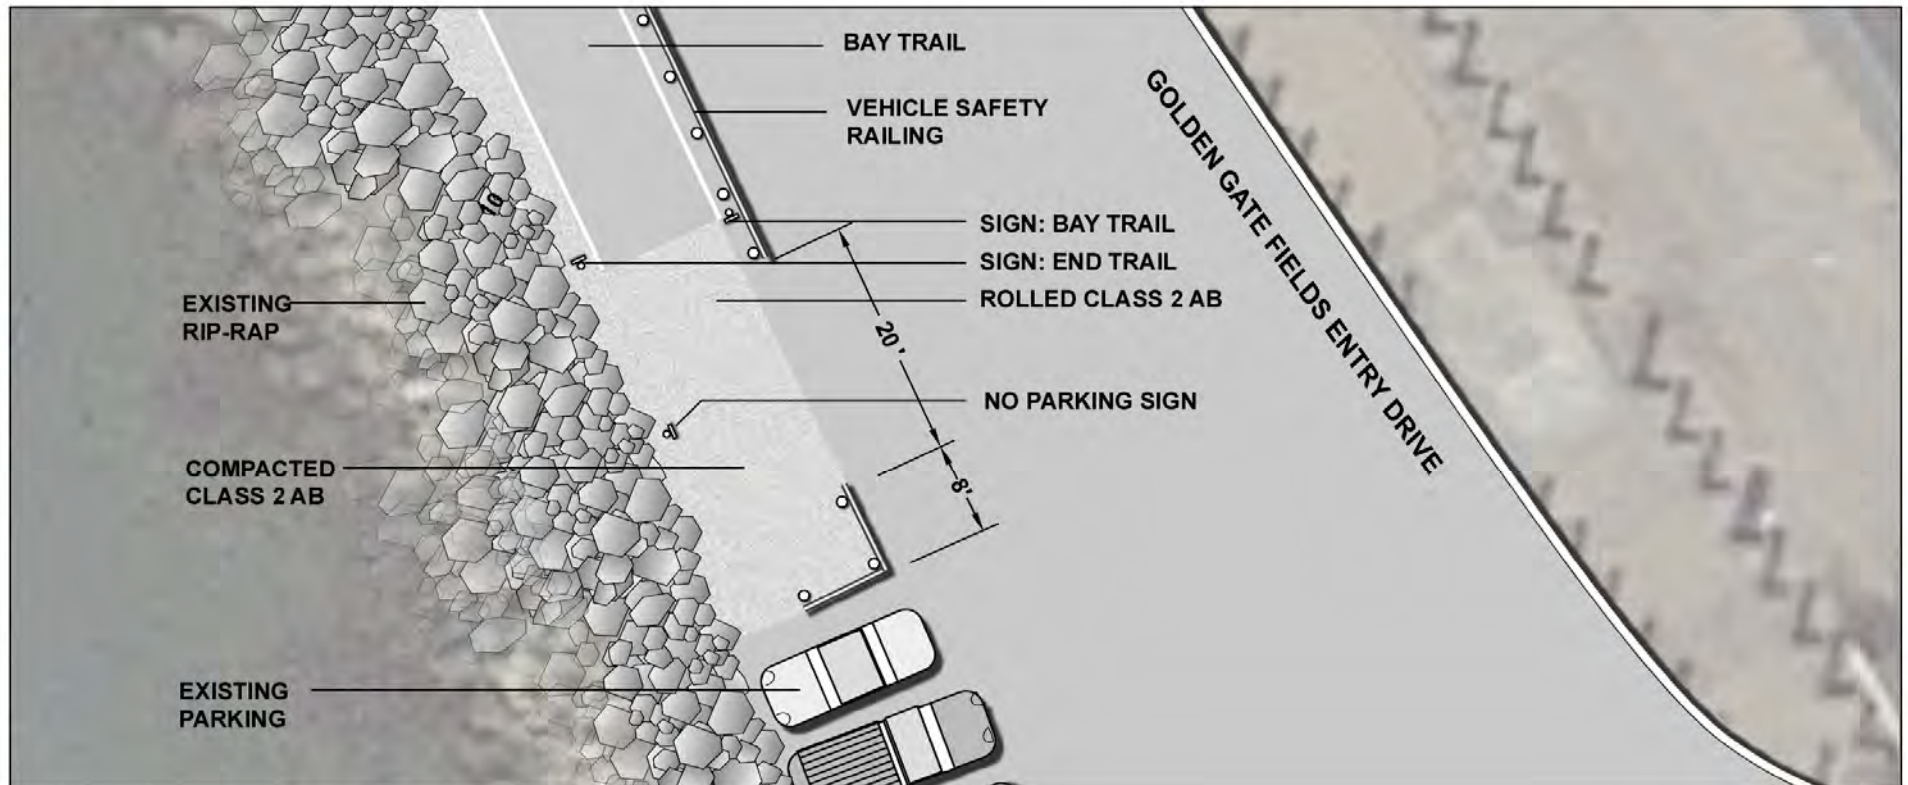 BAY TRAIL
VEHICLE SAFETY
RAILING
10
SIGN: BAY TRAIL
SIGN: END TRAIL
ROLLED CLASS 2 AB
EXISTING
RIP-RAP
20'
NO PARKING SIGN
COMPACTED
CLASS 2 AB
8'
EXISTING
PARKING
GOLDEN GATE FIELDS ENTRY DRIVE